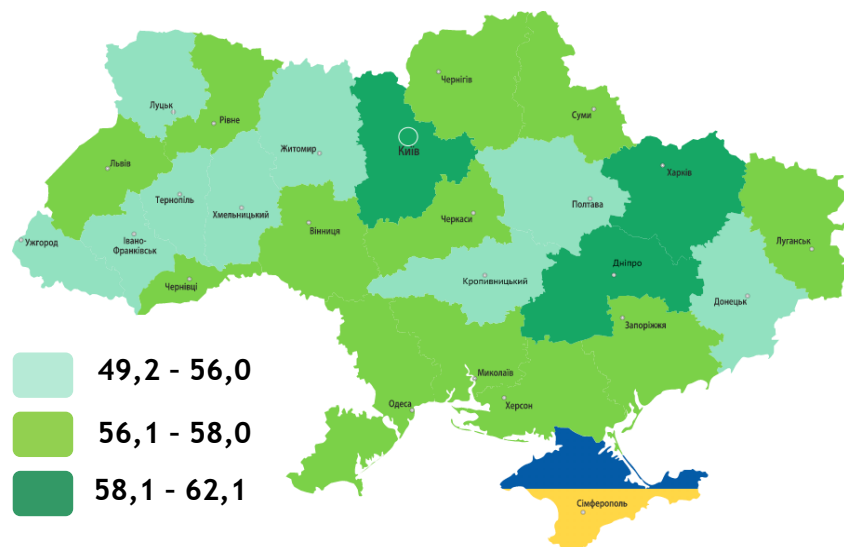 Чернігів
Луцьк
Суми
Рівне
Київ
Житомир
Львів
Харків
Тернопіль
Полтава
Хмельницький
Черкаси
Вінниця
Івано-
Франківськ
Ужгород
Луганськ
Дніпро
Кропивницький
Чернівці
Донецьк
Запоріжжя
Миколаїв
Одеса
Херсон
Сімферополь
49,2 - 56,0
56,1 - 58,0
58,1 - 62,1